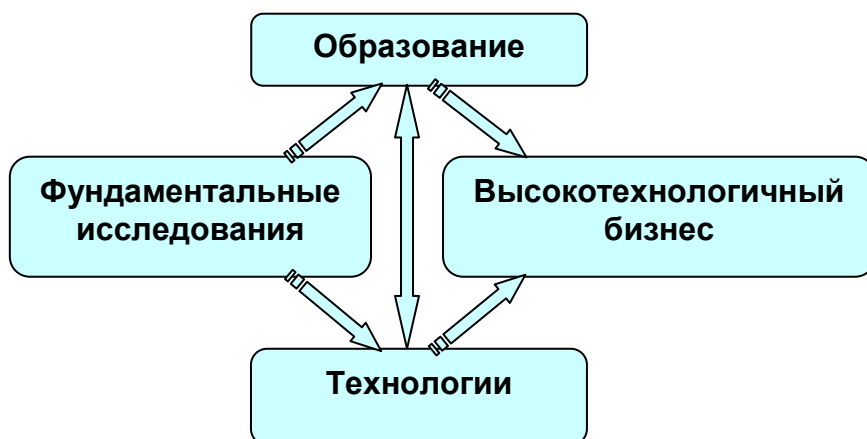 Образование
Фундаментальные
исследования
Высокотехнологичный
бизнес
Технологии